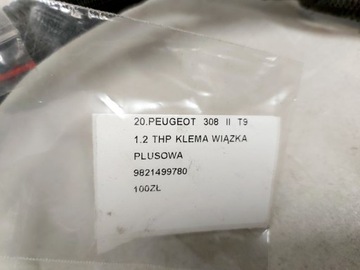 20.PEUGEOT 308 II T9
1.2 THP KLEMA WIĄZKA
PLUSOWA
9821499780
100ZŁ